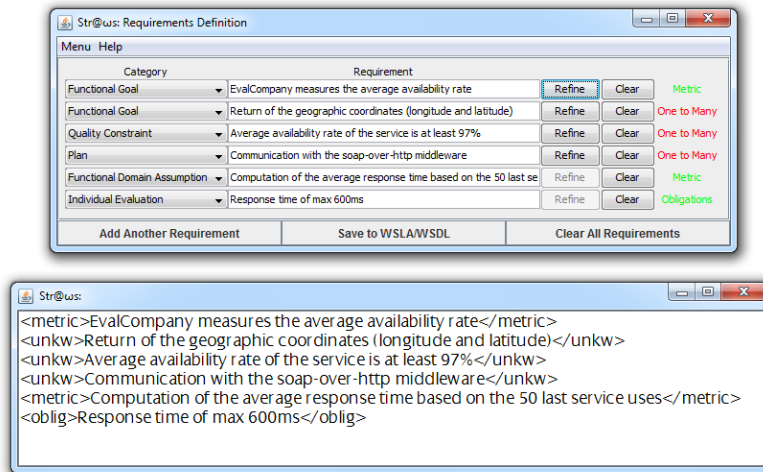 Str@ωs: Requirements Definition
Menu Help
Category Requirement
Functional Goal EvalCompany measures the average availability rate Refine Clear Metric
Functional Goal Return of the geographic coordinates (longitude and latitude) Refine Clear One to Many
Quality Constraint Average availability rate of the service is at least 97% Refine Clear One to Many
Plan Communication with the soap-over-http middleware Refine Clear One to Many
Functional Domain Assumption Computation of the average response time based on the 50 last se Refine Clear Metric
Individual Evaluation Response time of max 600ms Refine Clear Obligations
Add Another Requirement Save to WSLA/WSDL Clear All Requirements
Str@ωs:
<metric>EvalCompany measures the average availability rate</metric>
<unkw>Return of the geographic coordinates (longitude and latitude)</unkw>
<unkw>Average availability rate of the service is at least 97%</unkw>
<unkw>Communication with the soap-over-http middleware</unkw>
<metric>Computation of the average response time based on the 50 last service uses</metric>
<oblig>Response time of max 600ms</oblig>